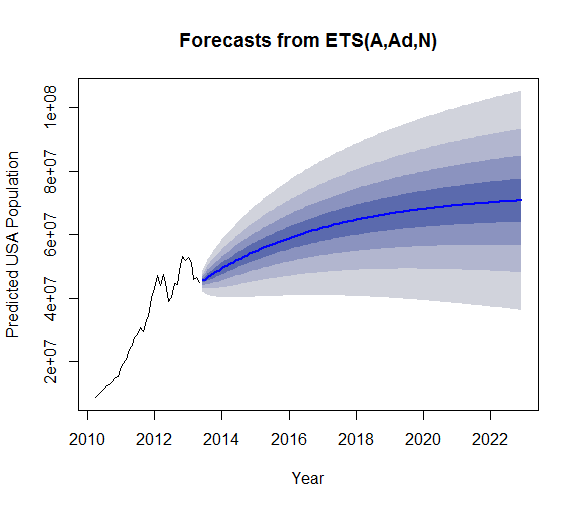 Forecasts from ETS(A,Ad,N)
Predicted USA Population
1e+08
8e+07
6e+07
4e+07
2e+07
2010 2012 2014 2016 2018 2020 2022
Year